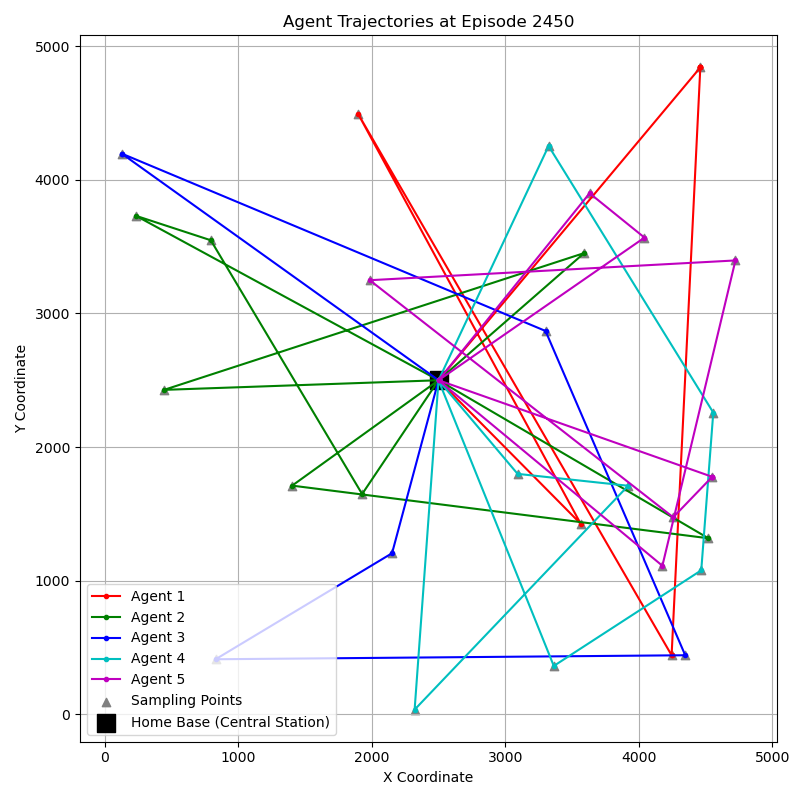 Agent Trajectories at Episode 2450
5000
4000
3000
2000
1000
0
Y Coordinate
Agent 1
Agent 2
Agent 3
Agent 4
Agent 5
Sampling Points
Home Base (Central Station)
0 1000 2000 3000 4000 5000
X Coordinate